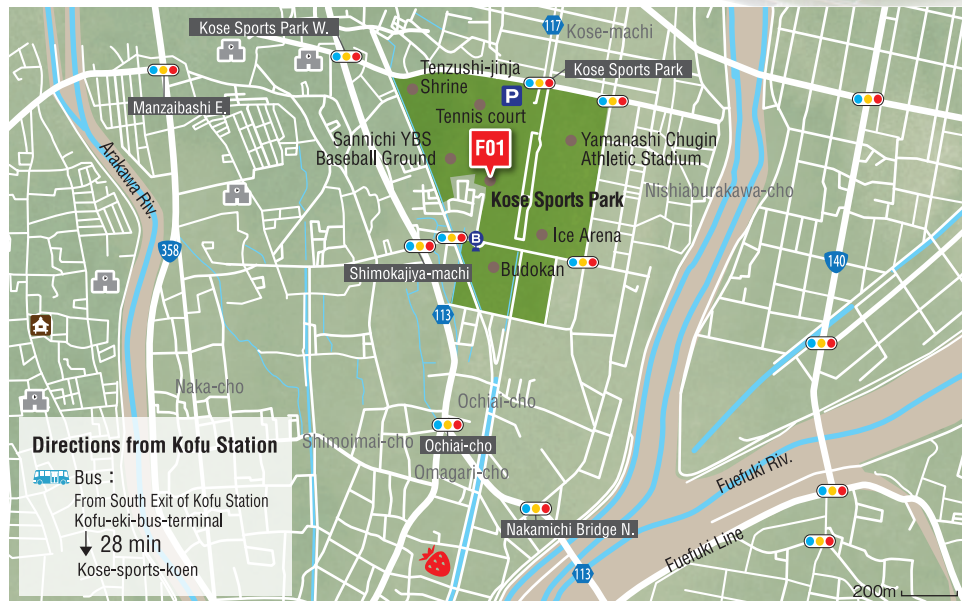 117
Kose-machi
Kose Sports Park W.
Tenzushi-jinja
Shrine
Kose Sports Park
P
Manzaibashi E.
Tennis court
Sannichi YBS
Baseball Ground
F01
Yamanashi Chugin
Athletic Stadium
Arakawa Riv.
Kose Sports Park
Nishiaburakawa-cho
358
B
Ice Arena
Shimokajiya-machi
Budokan
140
113
Naka-cho
Ochiai-cho
Shimoimai-cho
Ochiai-cho
Omagari-cho
Directions from Kofu Station
Bus :
From South Exit of Kofu Station
Kofu-eki-bus-terminal
↓ 28 min
Kose-sports-koen
Fuefuki Riv.
Nakamichi Bridge N.
Fuefuki Line
113
200m